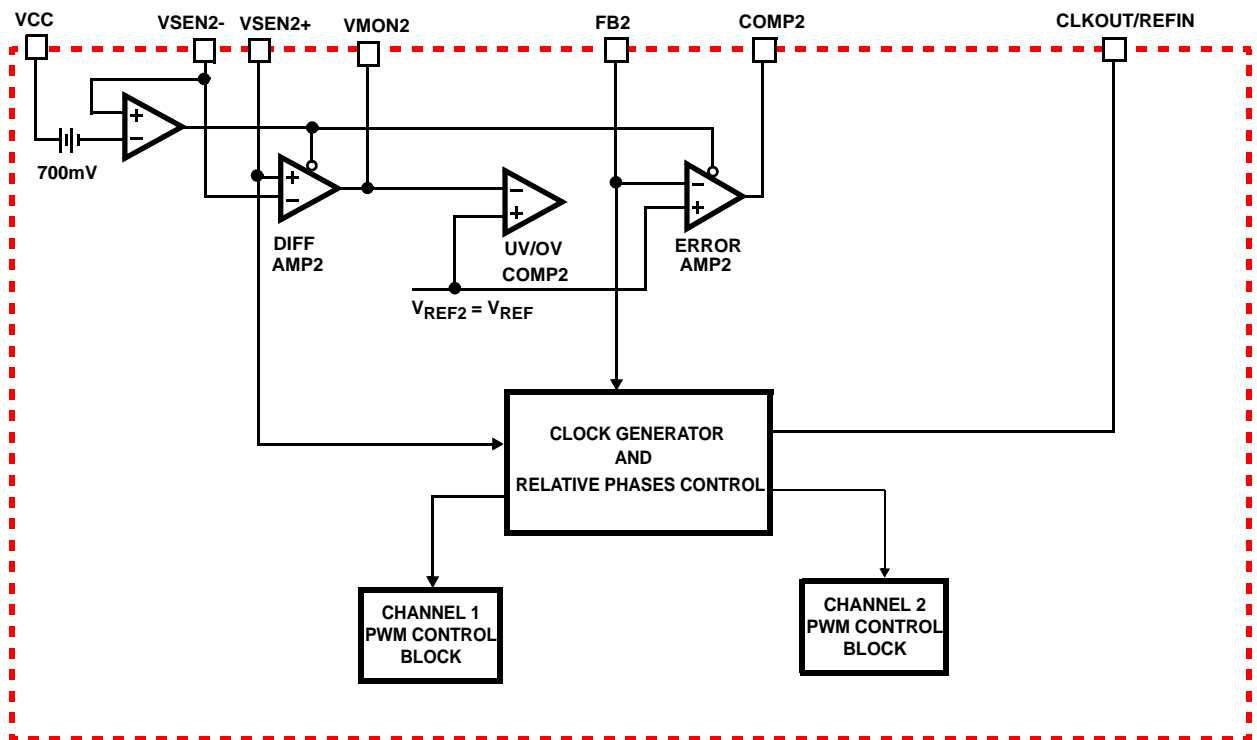 VCC
VSEN2-
VSEN2+
VMON2
FB2
COMP2
CLKOUT/REFIN
+
−
700mV
+
−
DIFF
AMP2
−
+
UV/OV
COMP2
−
+
ERROR
AMP2
VREF2 = VREF
CLOCK GENERATOR
AND
RELATIVE PHASES CONTROL
CHANNEL 1
PWM CONTROL
BLOCK
CHANNEL 2
PWM CONTROL
BLOCK